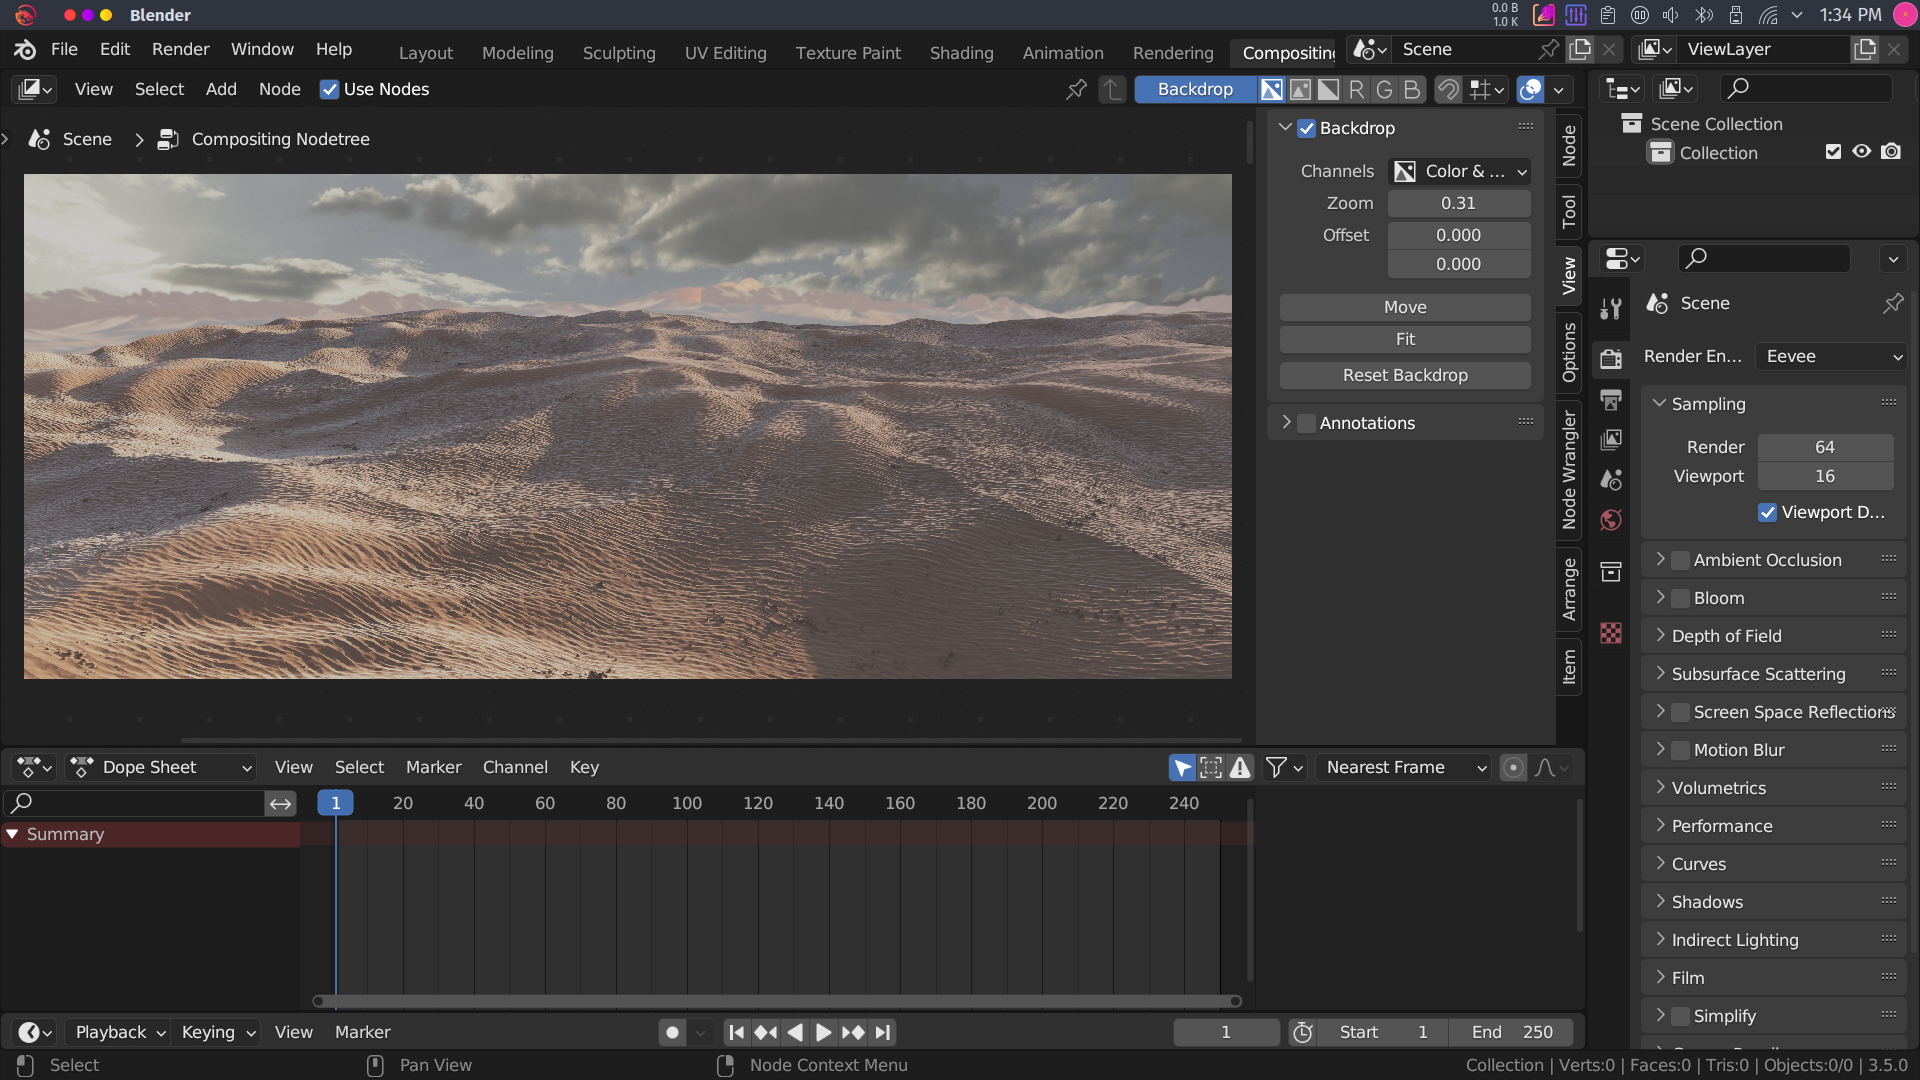 Blender
0.0 B
1.0 K
1:34 PM
File Edit Render Window Help
Layout Modeling Sculpting UV Editing Texture Paint Shading Animation Rendering Compositing
Scene
ViewLayer
View Select Add Node Use Nodes
Backdrop
R G B
Scene Compositing Nodetree
Backdrop
Channels Color & ...
Zoom 0.31
Offset 0.000
0.000
Move
Fit
Reset Backdrop
Annotations
Node
Tool
View
Options
Node Wrangler
Arrange
Item
Scene Collection
Collection
Scene
Render En... Eevee
Sampling
Render 64
Viewport 16
Viewport D...
Ambient Occlusion
Bloom
Depth of Field
Subsurface Scattering
Screen Space Reflections
Motion Blur
Volumetrics
Performance
Curves
Shadows
Indirect Lighting
Film
Simplify
Dope Sheet View Select Marker Channel Key
Nearest Frame
1 20 40 60 80 100 120 140 160 180 200 220 240
Summary
Playback Keying View Marker
1 Start 1 End 250
Select Pan View Node Context Menu
Collection | Verts:0 | Faces:0 | Tris:0 | Objects:0/0 | 3.5.0